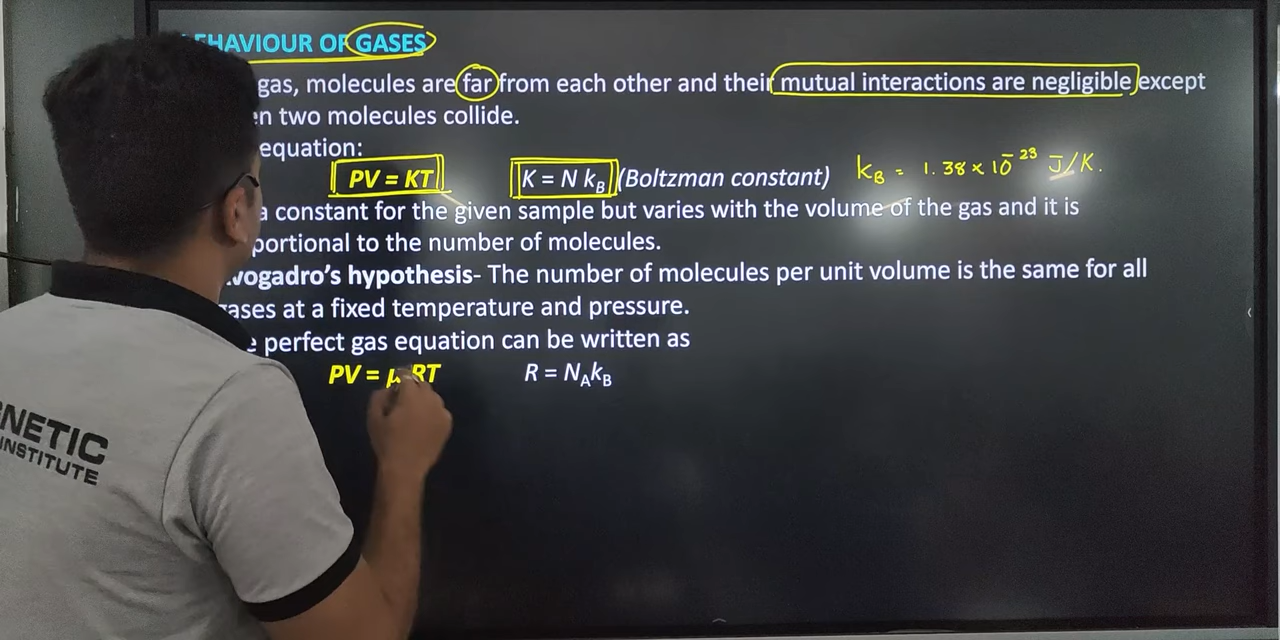 EHAVIOUR OF GASES
gas, molecules are far from each other and their mutual interactions are negligible except
en two molecules collide.
equation:
PV = KT K = N kB (Boltzman constant) kB = 1.38 × 10⁻²³ J/K.
a constant for the given sample but varies with the volume of the gas and it is
portional to the number of molecules.
vogadro's hypothesis- The number of molecules per unit volume is the same for all
gases at a fixed temperature and pressure.
e perfect gas equation can be written as
PV = μ RT R = NAkB
NETIC
INSTITUTE